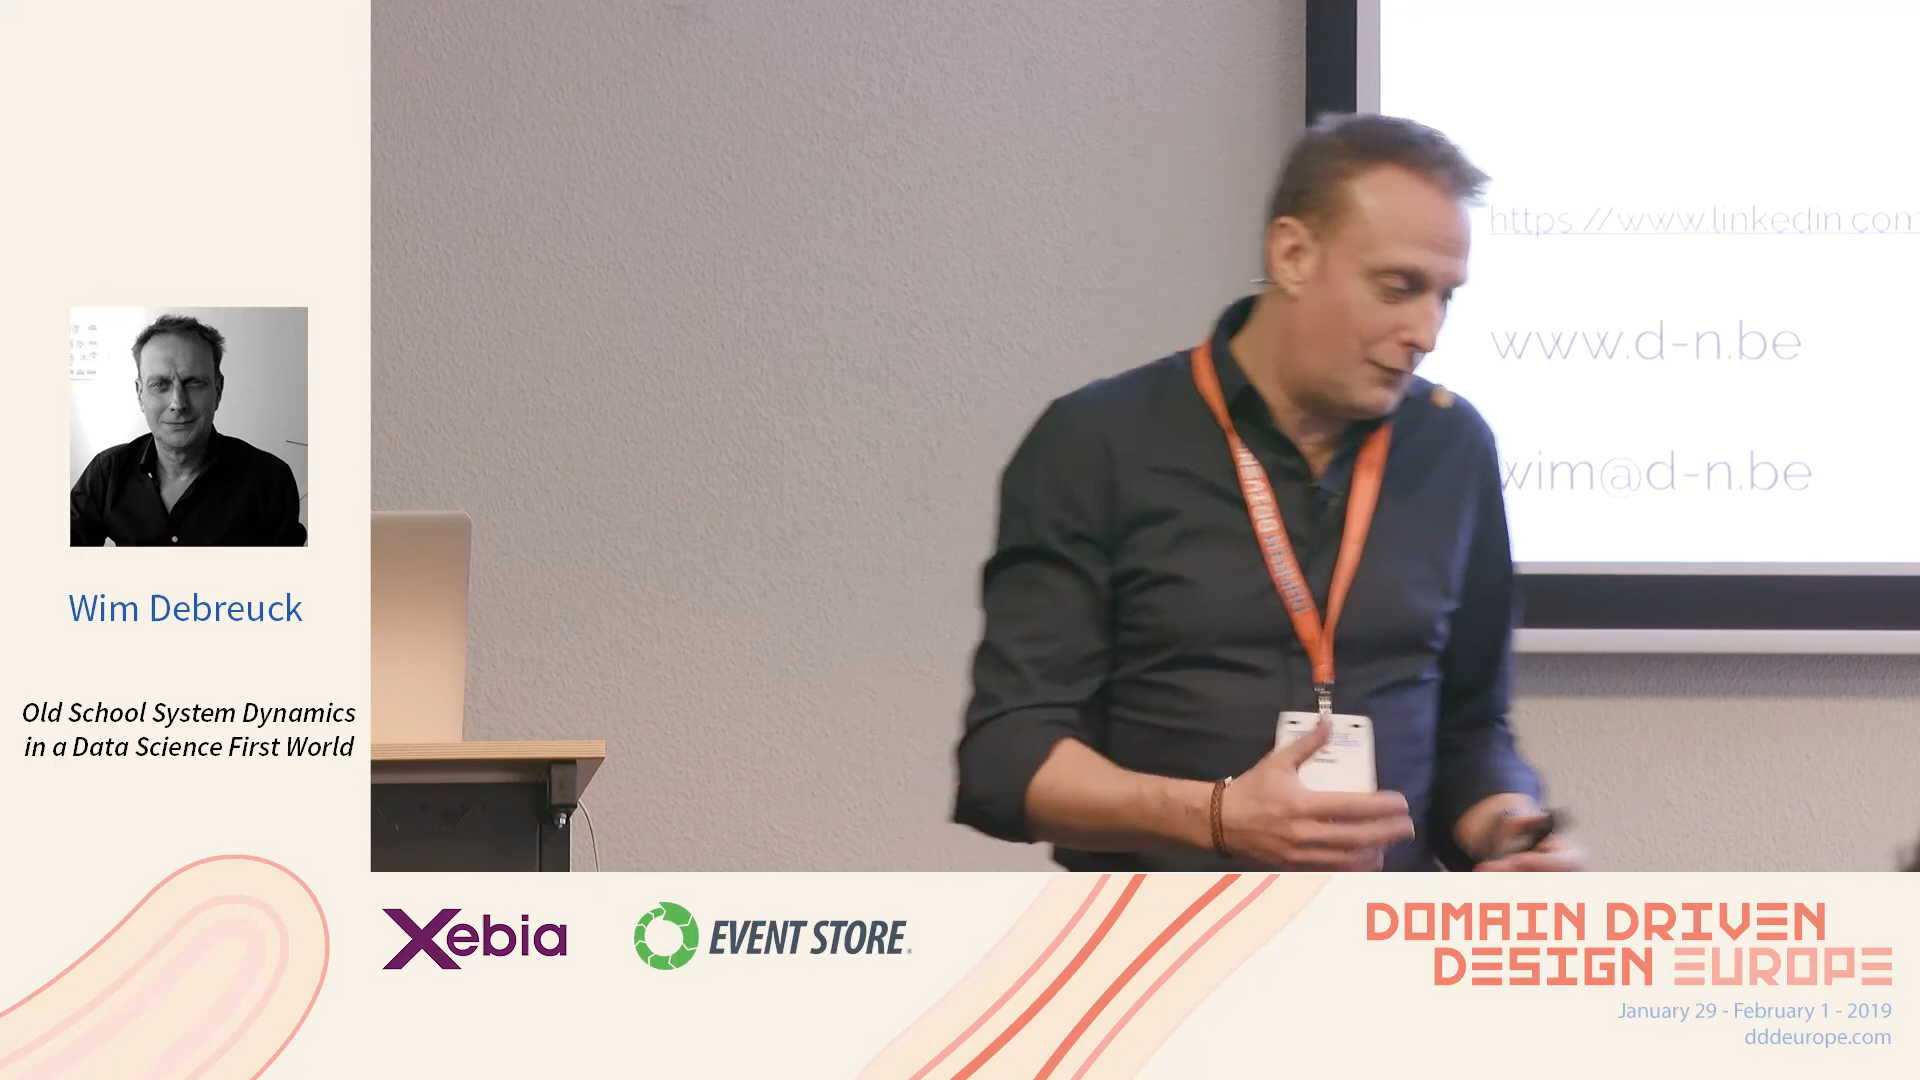 https://www.linkedin.com
www.d-n.be
wim@d-n.be
Wim Debreuck
Old School System Dynamics
in a Data Science First World
Xebia
EVENT STORE
DOMAIN DRIVEN
DESIGN EUROPE
January 29 - February 1 - 2019
dddeurope.com